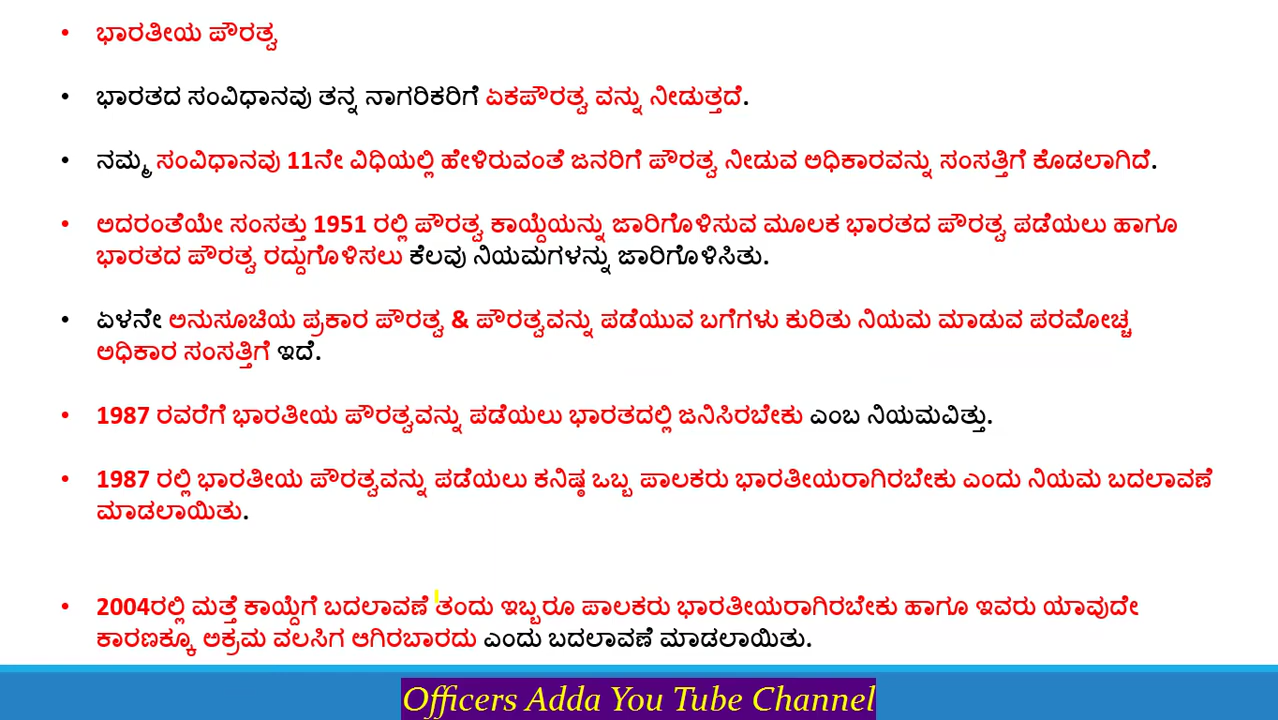 • ಭಾರತೀಯ ಪೌರತ್ವ
• ಭಾರತದ ಸಂವಿಧಾನವು ತನ್ನ ನಾಗರಿಕರಿಗೆ ಏಕಪೌರತ್ವ ವನ್ನು ನೀಡುತ್ತದೆ.
• ನಮ್ಮ ಸಂವಿಧಾನವು 11ನೇ ವಿಧಿಯಲ್ಲಿ ಹೇಳಿರುವಂತೆ ಜನರಿಗೆ ಪೌರತ್ವ ನೀಡುವ ಅಧಿಕಾರವನ್ನು ಸಂಸತ್ತಿಗೆ ಕೊಡಲಾಗಿದೆ.
• ಅದರಂತೆಯೇ ಸಂಸತ್ತು 1951 ರಲ್ಲಿ ಪೌರತ್ವ ಕಾಯ್ದೆಯನ್ನು ಜಾರಿಗೊಳಿಸುವ ಮೂಲಕ ಭಾರತದ ಪೌರತ್ವ ಪಡೆಯಲು ಹಾಗೂ
ಭಾರತದ ಪೌರತ್ವ ರದ್ದುಗೊಳಿಸಲು ಕೆಲವು ನಿಯಮಗಳನ್ನು ಜಾರಿಗೊಳಿಸಿತು.
• ಏಳನೇ ಅನುಸೂಚಿಯ ಪ್ರಕಾರ ಪೌರತ್ವ & ಪೌರತ್ವವನ್ನು ಪಡೆಯುವ ಬಗೆಗಳು ಕುರಿತು ನಿಯಮ ಮಾಡುವ ಪರಮೋಚ್ಚ
ಅಧಿಕಾರ ಸಂಸತ್ತಿಗೆ ಇದೆ.
• 1987 ರವರೆಗೆ ಭಾರತೀಯ ಪೌರತ್ವವನ್ನು ಪಡೆಯಲು ಭಾರತದಲ್ಲಿ ಜನಿಸಿರಬೇಕು ಎಂಬ ನಿಯಮವಿತ್ತು.
• 1987 ರಲ್ಲಿ ಭಾರತೀಯ ಪೌರತ್ವವನ್ನು ಪಡೆಯಲು ಕನಿಷ್ಠ ಒಬ್ಬ ಪಾಲಕರು ಭಾರತೀಯರಾಗಿರಬೇಕು ಎಂದು ನಿಯಮ ಬದಲಾವಣೆ
ಮಾಡಲಾಯಿತು.
• 2004ರಲ್ಲಿ ಮತ್ತೆ ಕಾಯ್ದೆಗೆ ಬದಲಾವಣೆ ತಂದು ಇಬ್ಬರೂ ಪಾಲಕರು ಭಾರತೀಯರಾಗಿರಬೇಕು ಹಾಗೂ ಇವರು ಯಾವುದೇ
ಕಾರಣಕ್ಕೂ ಅಕ್ರಮ ವಲಸಿಗ ಆಗಿರಬಾರದು ಎಂದು ಬದಲಾವಣೆ ಮಾಡಲಾಯಿತು.
Officers Adda You Tube Channel